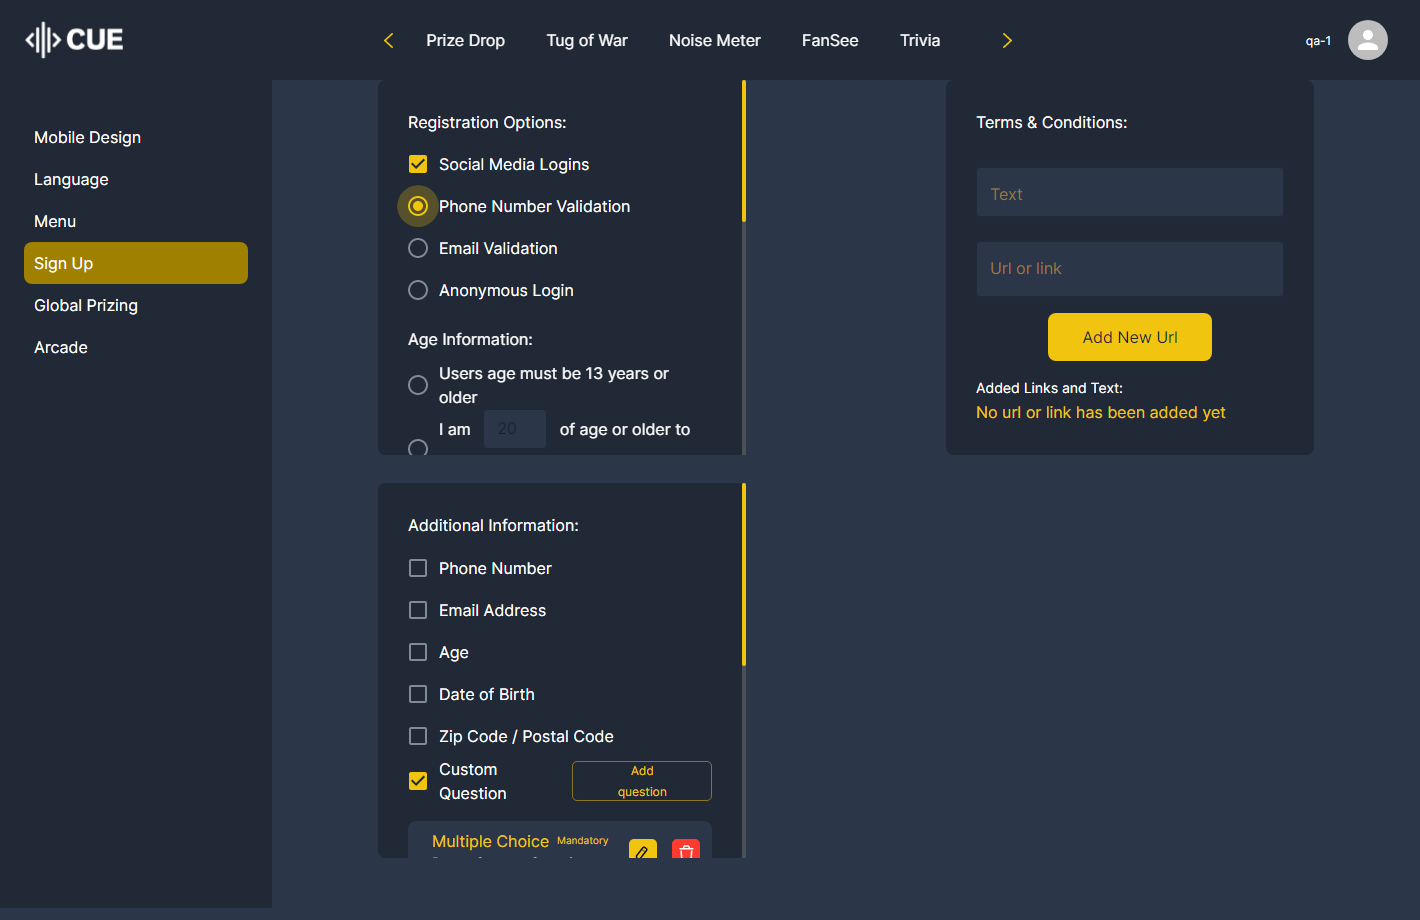 CUE
Prize Drop
Tug of War
Noise Meter
FanSee
Trivia
qa-1
Mobile Design
Language
Menu
Sign Up
Global Prizing
Arcade
Registration Options:
Social Media Logins
Phone Number Validation
Email Validation
Anonymous Login
Age Information:
Users age must be 13 years or
older
I am 20 of age or older to
Additional Information:
Phone Number
Email Address
Age
Date of Birth
Zip Code / Postal Code
Custom
Question
Add
question
Multiple Choice Mandatory
Terms & Conditions:
Text
Url or link
Add New Url
Added Links and Text:
No url or link has been added yet